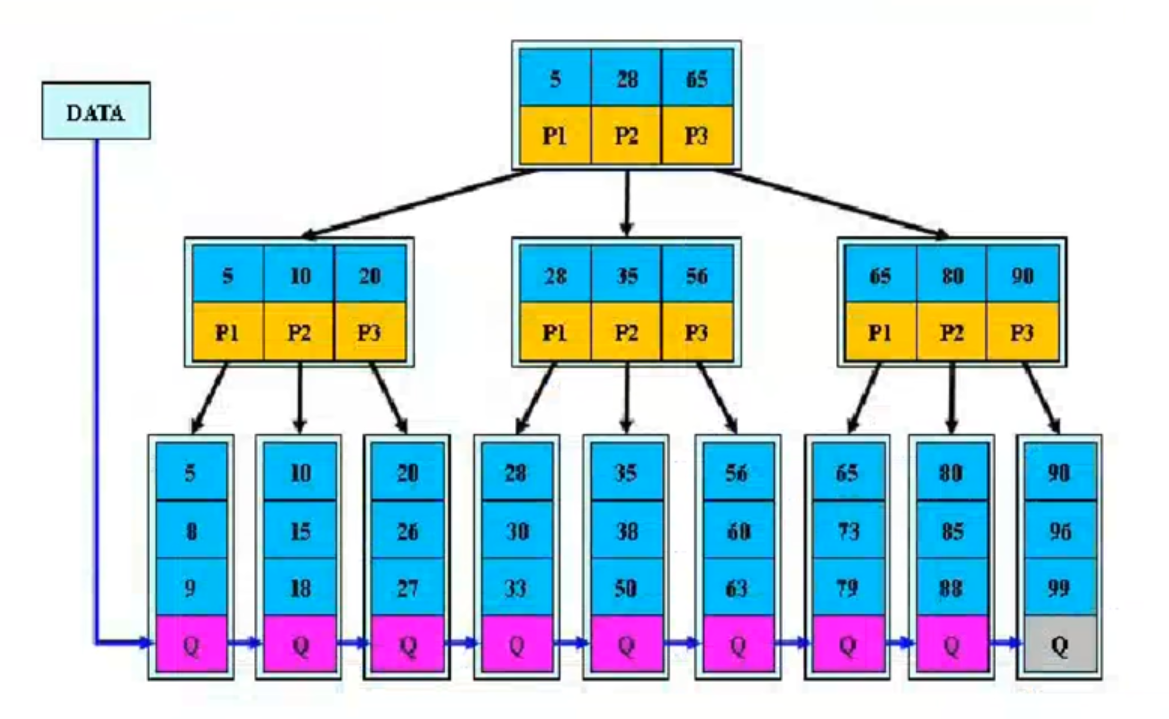 5 28 65
DATA
P1 P2 P3
5 10 20 28 35 56 65 80 90
P1 P2 P3 P1 P2 P3 P1 P2 P3
5 10 20 28 35 56 65 80 90
8 15 26 30 38 60 73 85 96
9 18 27 33 50 63 79 88 99
Q Q Q Q Q Q Q Q Q